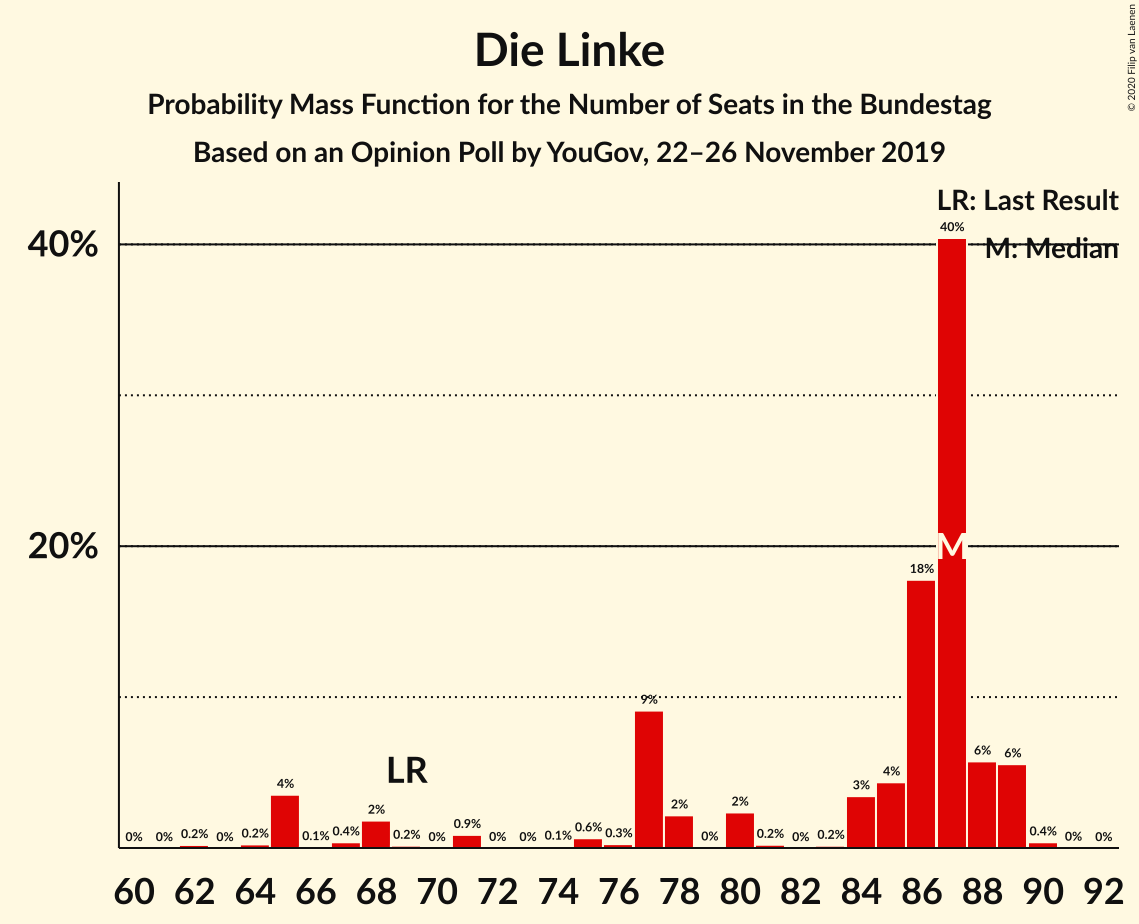 Die Linke
Probability Mass Function for the Number of Seats in the Bundestag
Based on an Opinion Poll by YouGov, 22–26 November 2019
© 2020 Filip van Laenen
LR: Last Result
M: Median
40%
20%
0% 0% 0.2% 0% 0.2% 4% 0.1% 0.4% 2% 0.2% 0% 0.9% 0% 0% 0.1% 0.6% 0.3% 9% 2% 0% 2% 0.2% 0% 0.2% 3% 4% 18% 40% 6% 6% 0.4% 0% 0%
LR
M
60 62 64 66 68 70 72 74 76 78 80 82 84 86 88 90 92